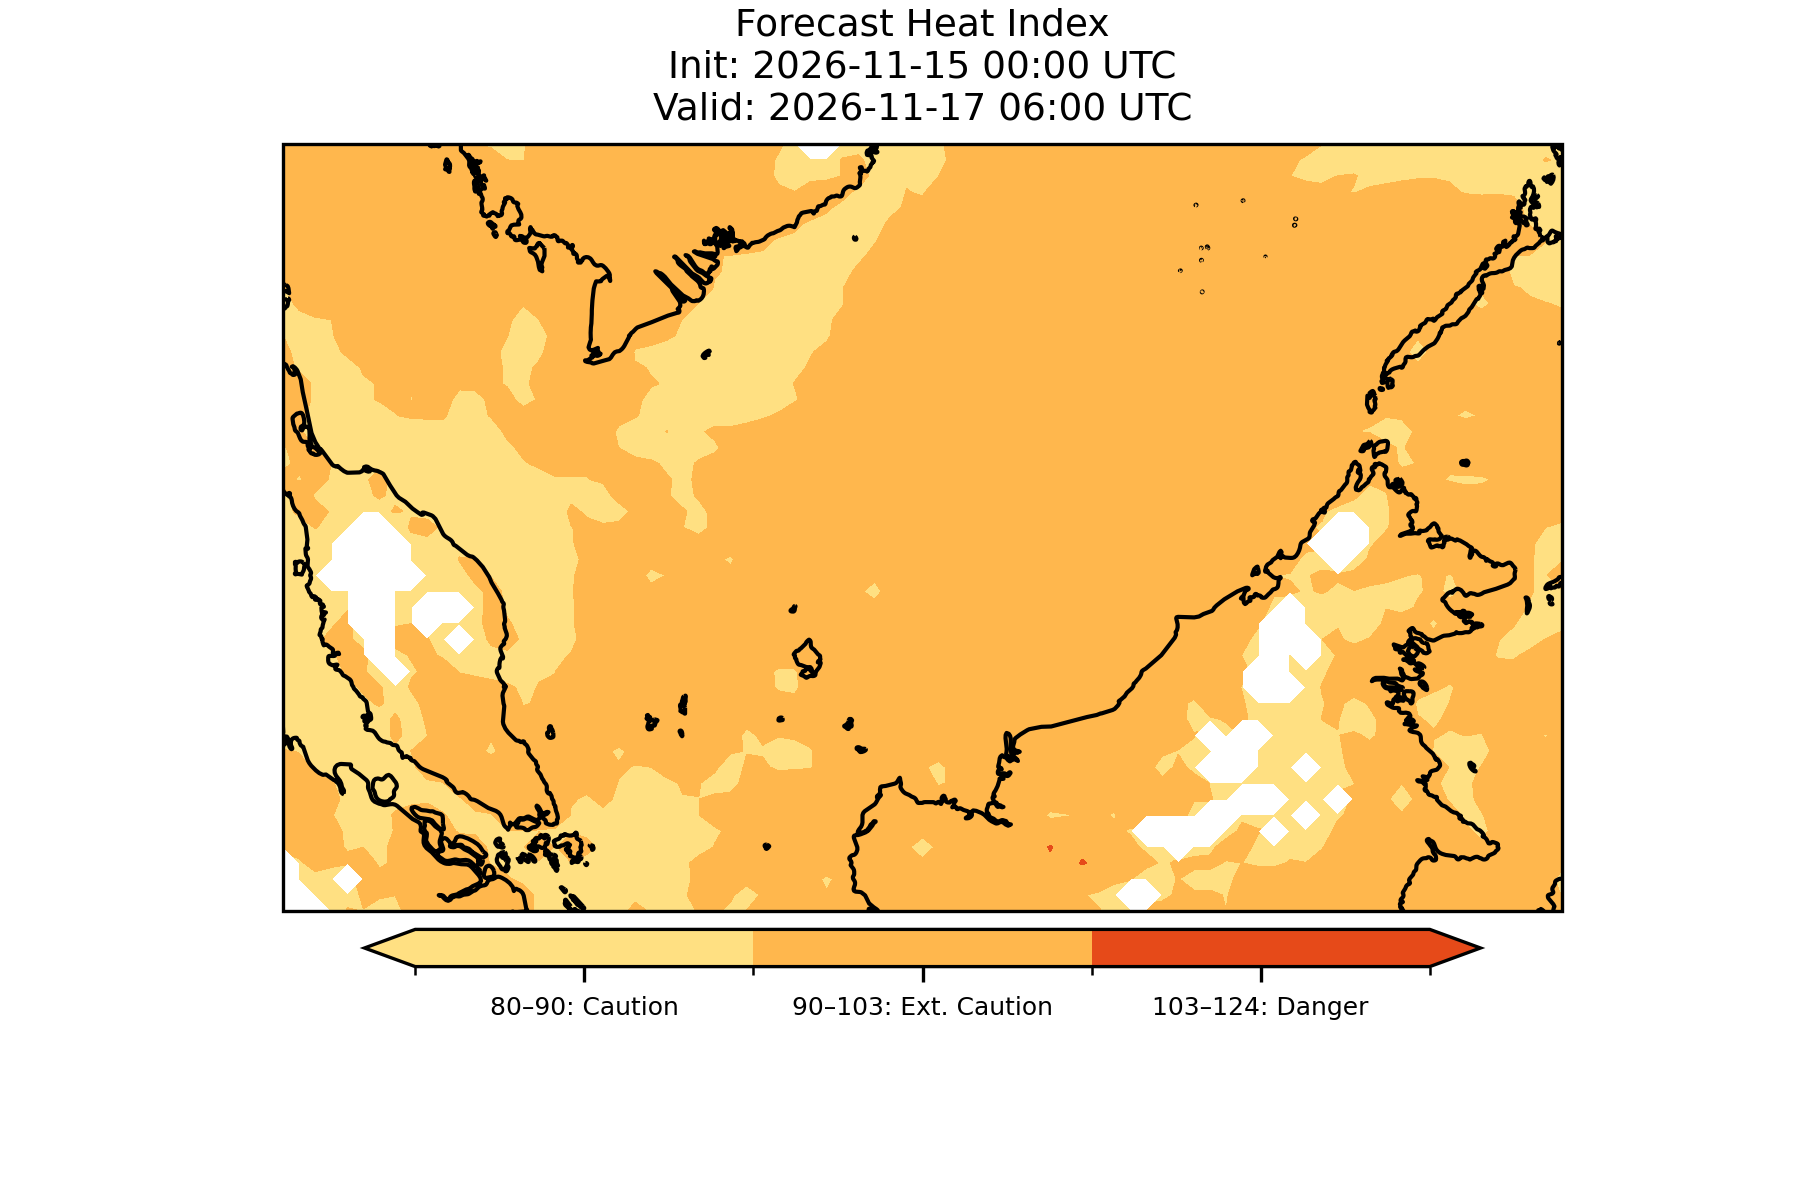 Forecast Heat Index
Init: 2026-11-15 00:00 UTC
Valid: 2026-11-17 06:00 UTC
80–90: Caution
90–103: Ext. Caution
103–124: Danger